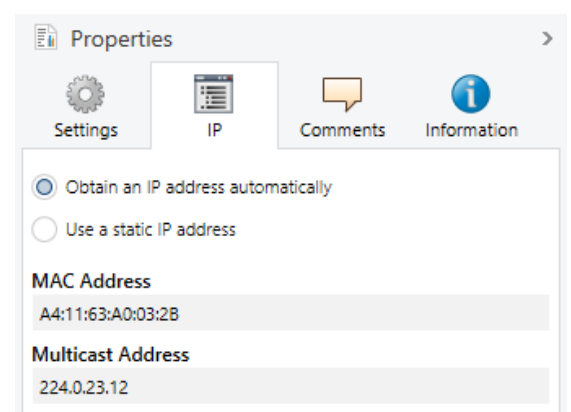 Properties
Settings
IP
Comments
Information
Obtain an IP address automatically
Use a static IP address
MAC Address
A4:11:63:A0:03:2B
Multicast Address
224.0.23.12